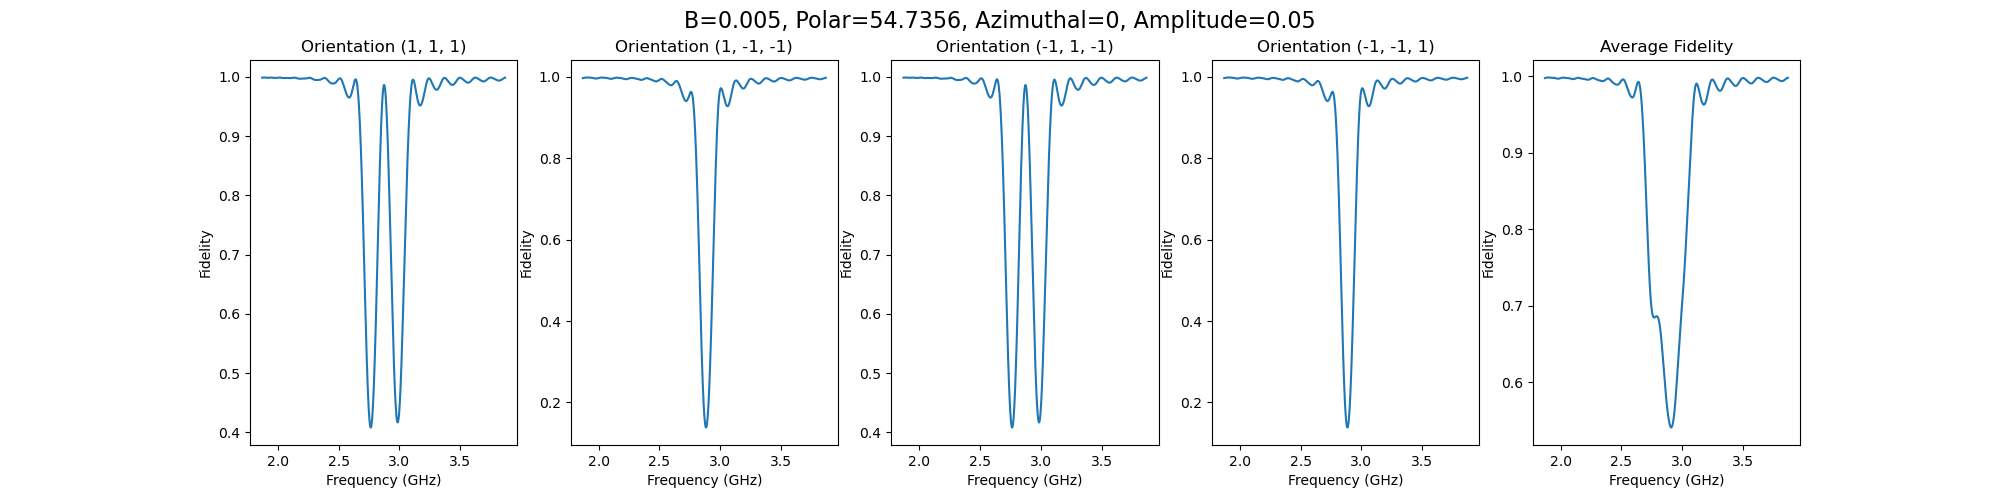 B=0.005, Polar=54.7356, Azimuthal=0, Amplitude=0.05
Orientation (1, 1, 1)
1.0
0.9
0.8
0.7
0.6
0.5
0.4
Fidelity
2.0 2.5 3.0 3.5
Frequency (GHz)
Orientation (1, -1, -1)
1.0
0.8
0.6
0.4
0.2
Fidelity
2.0 2.5 3.0 3.5
Frequency (GHz)
Orientation (-1, 1, -1)
1.0
0.9
0.8
0.7
0.6
0.5
0.4
Fidelity
2.0 2.5 3.0 3.5
Frequency (GHz)
Orientation (-1, -1, 1)
1.0
0.8
0.6
0.4
0.2
Fidelity
2.0 2.5 3.0 3.5
Frequency (GHz)
Average Fidelity
1.0
0.9
0.8
0.7
0.6
Fidelity
2.0 2.5 3.0 3.5
Frequency (GHz)